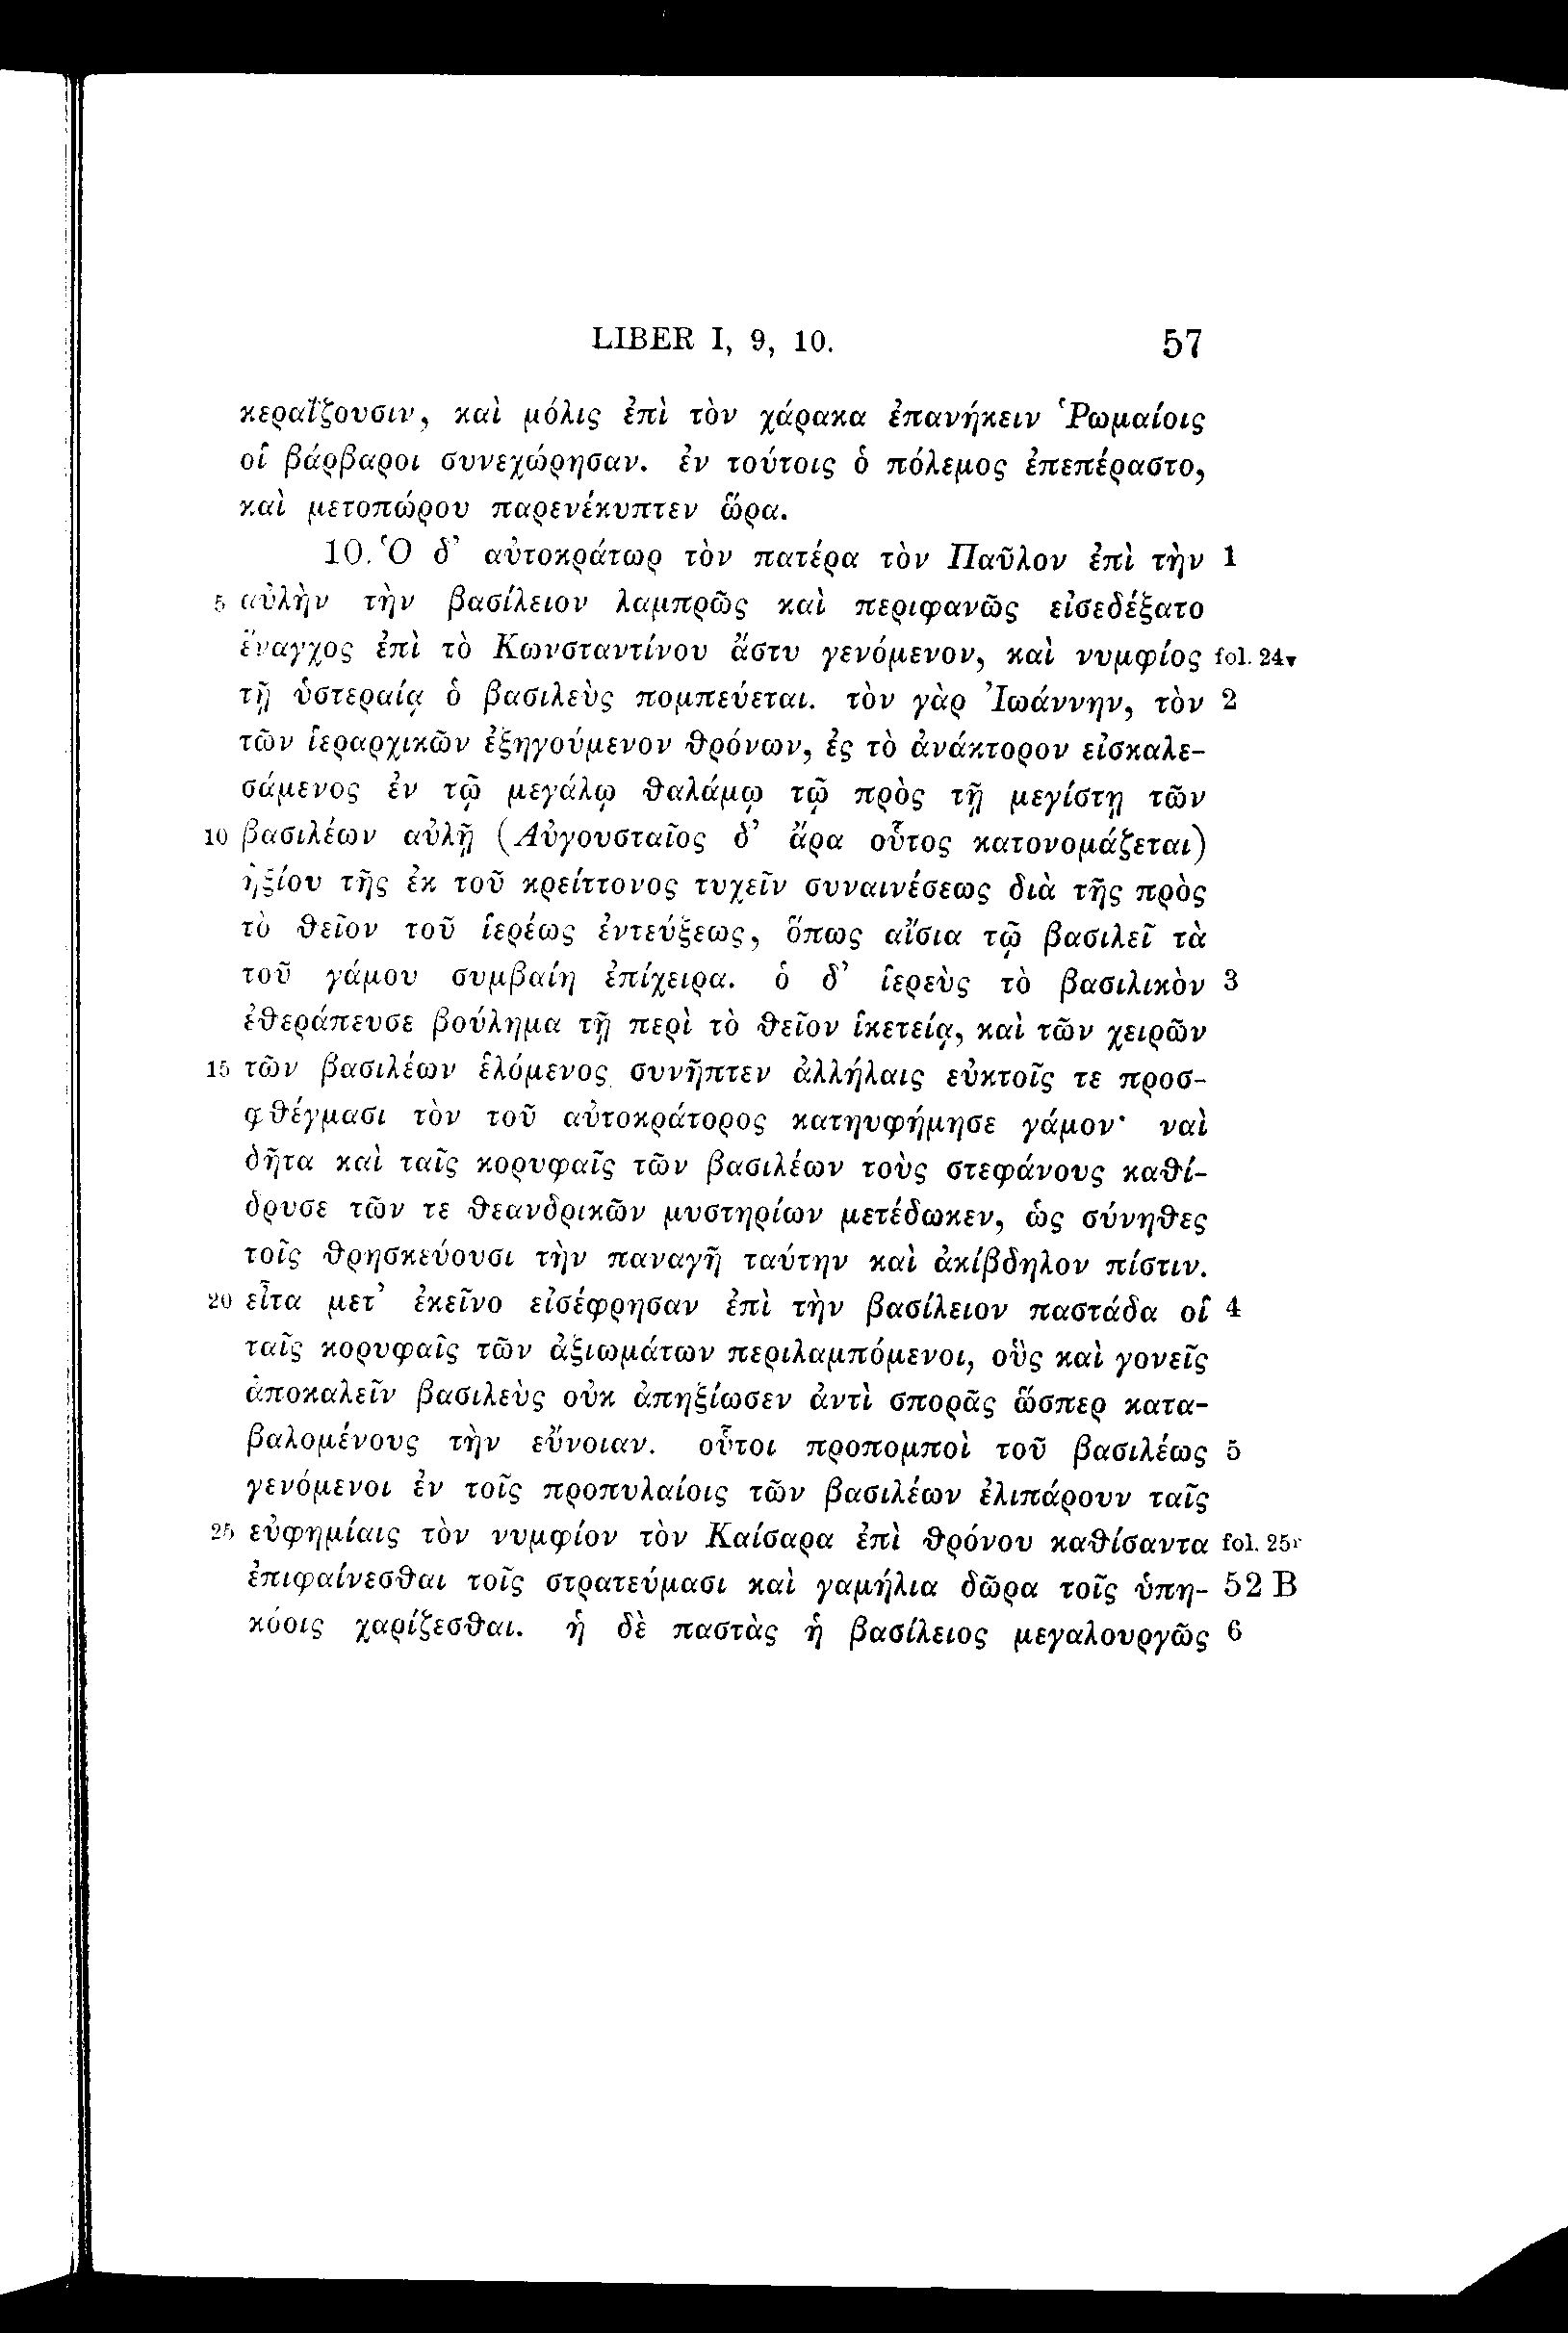 LIBER I, 9, 10. 57
κεραΐζουσιν, καὶ μόλις ἐπὶ τὸν χάρακα ἐπανήκειν Ῥωμαίοις
οἱ βάρβαροι συνεχώρησαν. ἐν τούτοις ὁ πόλεμος ἐπεπέραστο,
καὶ μετοπώρου παρενέκυπτεν ὥρα.
10. Ὁ δ’ αὐτοκράτωρ τὸν πατέρα τὸν Παῦλον ἐπὶ τὴν 1
5 αὐλὴν τὴν βασίλειον λαμπρῶς καὶ περιφανῶς εἰσεδέξατο
ἔναγχος ἐπὶ τὸ Κωνσταντίνου ἄστυ γενόμενον, καὶ νυμφίος fol. 24v
τῇ ὑστεραίᾳ ὁ βασιλεὺς πομπεύεται. τὸν γὰρ Ἰωάννην, τὸν 2
τῶν ἱεραρχικῶν ἐξηγούμενον θρόνων, ἐς τὸ ἀνάκτορον εἰσκαλε-
σάμενος ἐν τῷ μεγάλῳ θαλάμῳ τῷ πρὸς τῇ μεγίστῃ τῶν
10 βασιλέων αὐλῇ (Αὐγουσταῖος δ’ ἄρα οὗτος κατονομάζεται)
ἠξίου τῆς ἐκ τοῦ κρείττονος τυχεῖν συναινέσεως διὰ τῆς πρὸς
τὸ θεῖον τοῦ ἱερέως ἐντεύξεως, ὅπως αἴσια τῷ βασιλεῖ τὰ
τοῦ γάμου συμβαίη ἐπίχειρα. ὁ δ’ ἱερεὺς τὸ βασιλικὸν 3
ἐθεράπευσε βούλημα τῇ περὶ τὸ θεῖον ἱκετείᾳ, καὶ τῶν χειρῶν
15 τῶν βασιλέων ἑλόμενος συνῆπτεν ἀλλήλαις εὐκτοῖς τε προσ-
φθέγμασι τὸν τοῦ αὐτοκράτορος κατηυφήμησε γάμον· ναὶ
δῆτα καὶ ταῖς κορυφαῖς τῶν βασιλέων τοὺς στεφάνους καθί-
δρυσε τῶν τε θεανδρικῶν μυστηρίων μετέδωκεν, ὡς σύνηθες
τοῖς θρησκεύουσι τὴν παναγῆ ταύτην καὶ ἀκίβδηλον πίστιν.
20 εἶτα μετ’ ἐκεῖνο εἰσέφρησαν ἐπὶ τὴν βασίλειον παστάδα οἱ 4
ταῖς κορυφαῖς τῶν ἀξιωμάτων περιλαμπόμενοι, οὓς καὶ γονεῖς
ἀποκαλεῖν βασιλεὺς οὐκ ἀπηξίωσεν ἀντὶ σπορᾶς ὥσπερ κατα-
βαλομένους τὴν εὔνοιαν. οὗτοι προπομποὶ τοῦ βασιλέως 5
γενόμενοι ἐν τοῖς προπυλαίοις τῶν βασιλέων ἐλιπάρουν ταῖς
25 εὐφημίαις τὸν νυμφίον τὸν Καίσαρα ἐπὶ θρόνου καθίσαντα fol. 25r
ἐπιφαίνεσθαι τοῖς στρατεύμασι καὶ γαμήλια δῶρα τοῖς ὑπη- 52 B
κόοις χαρίζεσθαι. ἡ δὲ παστὰς ἡ βασίλειος μεγαλουργῶς 6